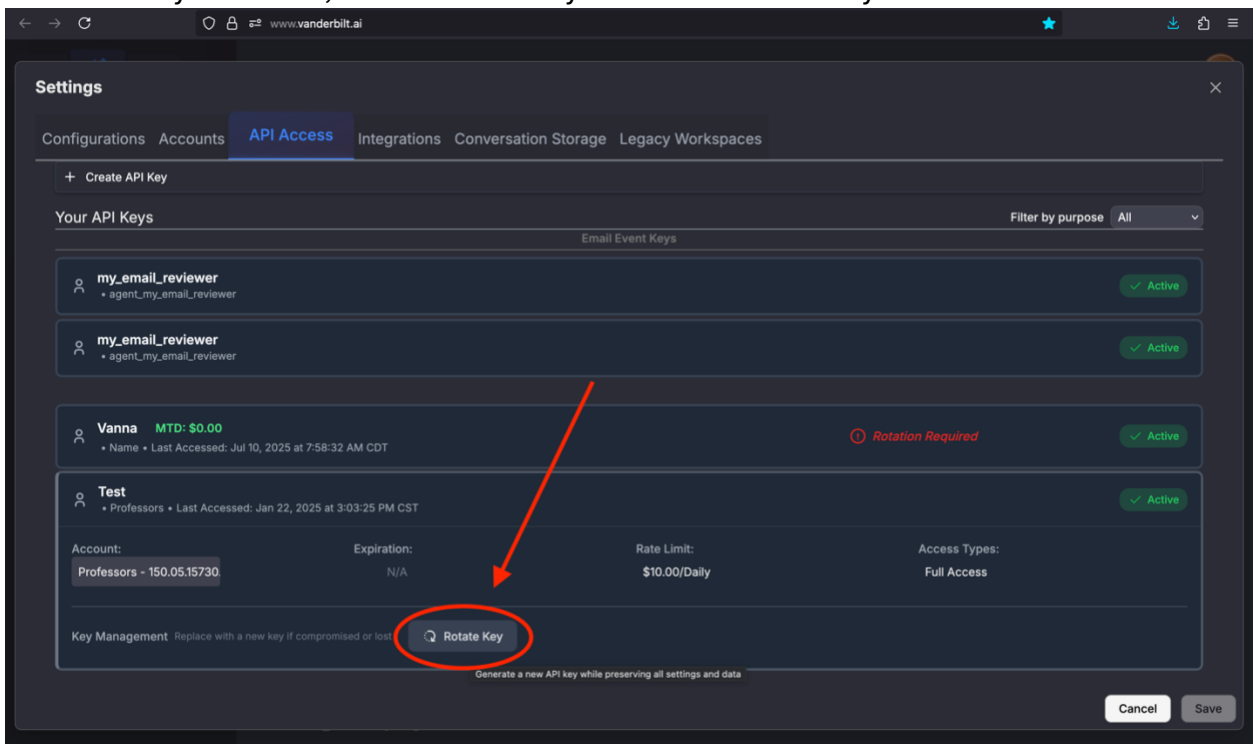 www.vanderbilt.ai
Settings
Configurations Accounts API Access Integrations Conversation Storage Legacy Workspaces
+ Create API Key
Your API Keys Filter by purpose All
Email Event Keys
my_email_reviewer
• agent_my_email_reviewer Active
my_email_reviewer
• agent_my_email_reviewer Active
Vanna MTD: $0.00
• Name • Last Accessed: Jul 10, 2025 at 7:58:32 AM CDT Rotation Required Active
Test
• Professors • Last Accessed: Jan 22, 2025 at 3:03:25 PM CST Active
Account: Expiration: Rate Limit: Access Types:
Professors - 150.05.15730. N/A $10.00/Daily Full Access
Key Management Replace with a new key if compromised or lost Rotate Key
Generate a new API key while preserving all settings and data
Cancel Save